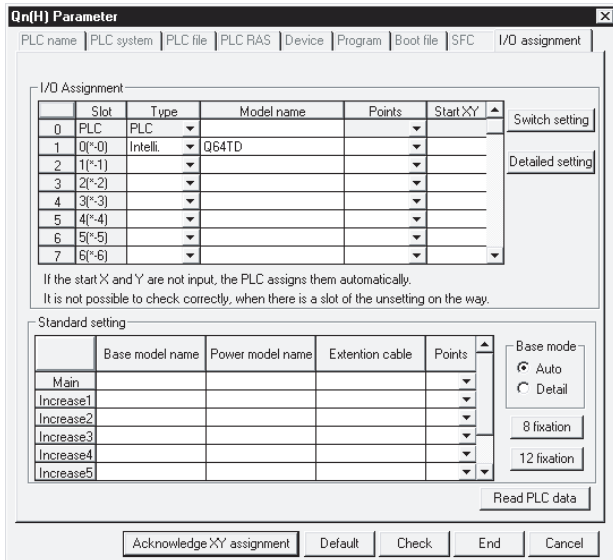 Qn(H) Parameter
PLC name PLC system PLC file PLC RAS Device Program Boot file SFC I/O assignment
I/O Assignment
Slot Type Model name Points Start XY
0 PLC PLC
1 0(*-0) Intelli. Q64TD
2 1(*-1)
3 2(*-2)
4 3(*-3)
5 4(*-4)
6 5(*-5)
7 6(*-6)
Switch setting
Detailed setting
If the start X and Y are not input, the PLC assigns them automatically.
It is not possible to check correctly, when there is a slot of the unsetting on the way.
Standard setting
Base model name Power model name Extention cable Points
Main
Increase1
Increase2
Increase3
Increase4
Increase5
Base mode
Auto
Detail
8 fixation
12 fixation
Read PLC data
Acknowledge XY assignment Default Check End Cancel